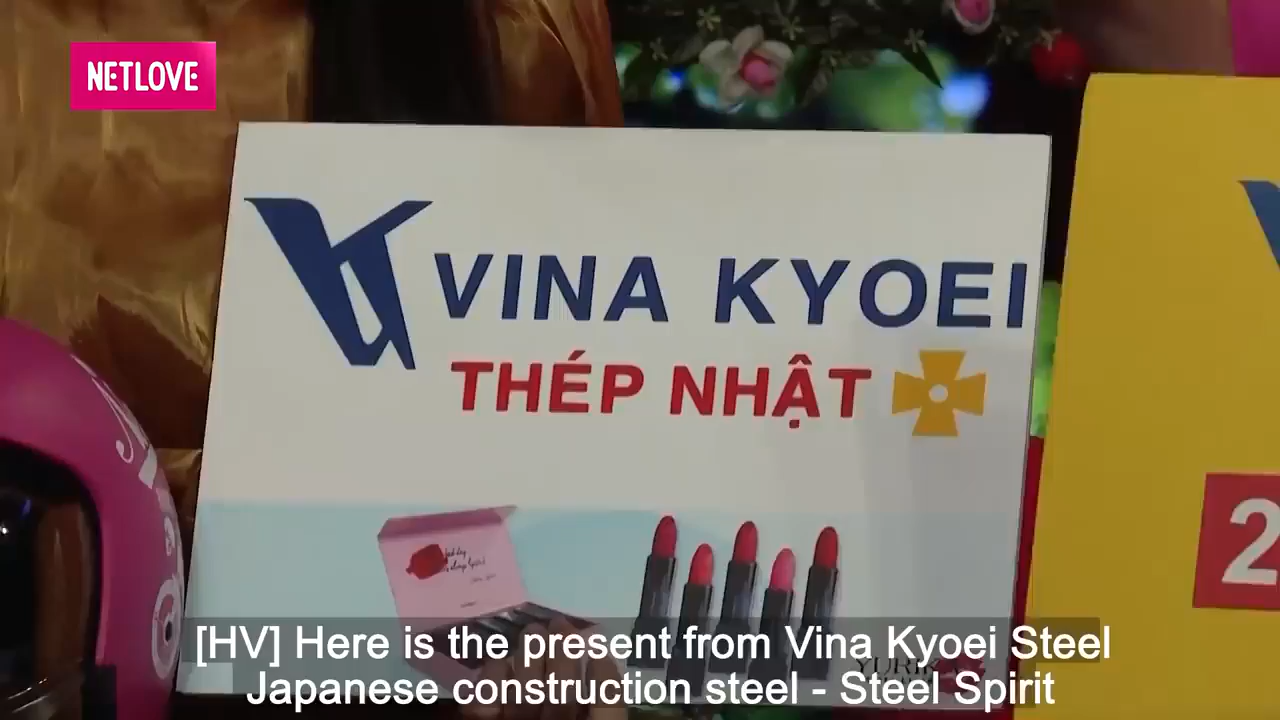 NETLOVE
VINA KYOEI
THÉP NHẬT
2
[HV] Here is the present from Vina Kyoei Steel
Japanese construction steel - Steel Spirit